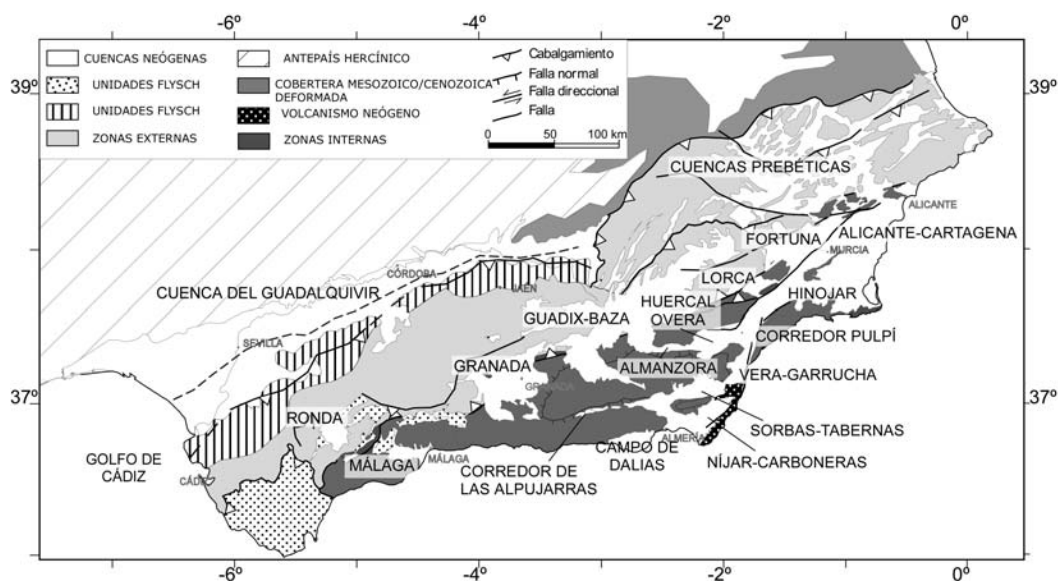 -6º -4º -2º 0º
CUENCAS NEÓGENAS
UNIDADES FLYSCH
UNIDADES FLYSCH
ZONAS EXTERNAS
ANTEPAÍS HERCÍNICO
COBERTERA MESOZOICO/CENOZOICA
DEFORMADA
VOLCANISMO NEÓGENO
ZONAS INTERNAS
Cabalgamiento
Falla normal
Falla direccional
Falla
0 50 100 km
39º 39º
CUENCAS PREBÉTICAS
ALICANTE
FORTUNA
ALICANTE-CARTAGENA
MURCIA
CÓRDOBA
LORCA
CUENCA DEL GUADALQUIVIR
JAÉN
HINOJAR
HUERCAL
OVERA
GUADIX-BAZA
CORREDOR PULPÍ
SEVILLA
GRANADA
ALMANZORA
VERA-GARRUCHA
GRANADA
37º 37º
RONDA
SORBAS-TABERNAS
ALMERÍA
CAMPO DE
DALIAS
NÍJAR-CARBONERAS
GOLFO DE
CÁDIZ
MÁLAGA
MÁLAGA
CORREDOR DE
LAS ALPUJARRAS
CÁDIZ
-6º -4º -2º 0º